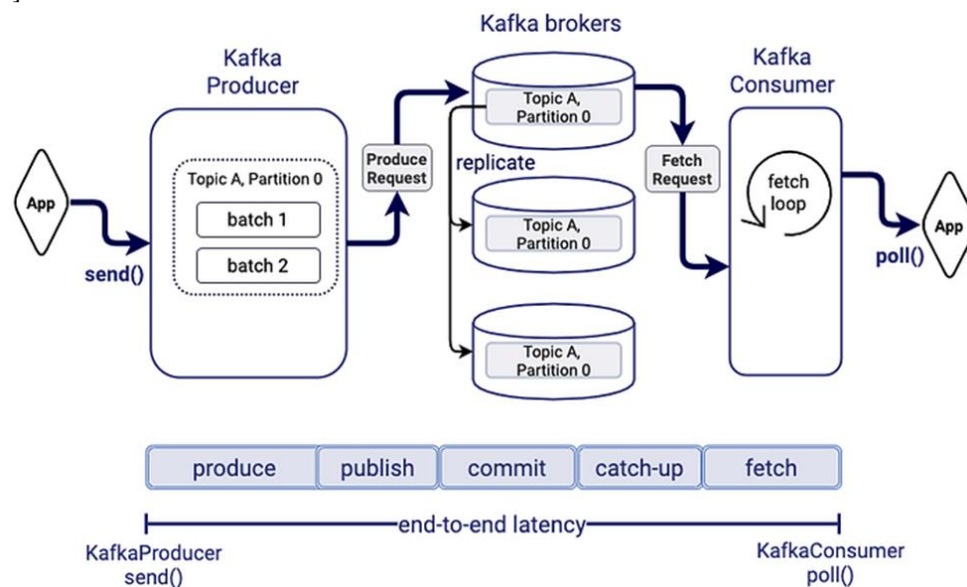 ]
Kafka
Producer
Kafka brokers
Kafka
Consumer
App
send()
Topic A, Partition 0
batch 1
batch 2
Produce
Request
Topic A,
Partition 0
replicate
Topic A,
Partition 0
Topic A,
Partition 0
Fetch
Request
fetch
loop
poll()
App
produce
publish
commit
catch-up
fetch
end-to-end latency
KafkaProducer
send()
KafkaConsumer
poll()